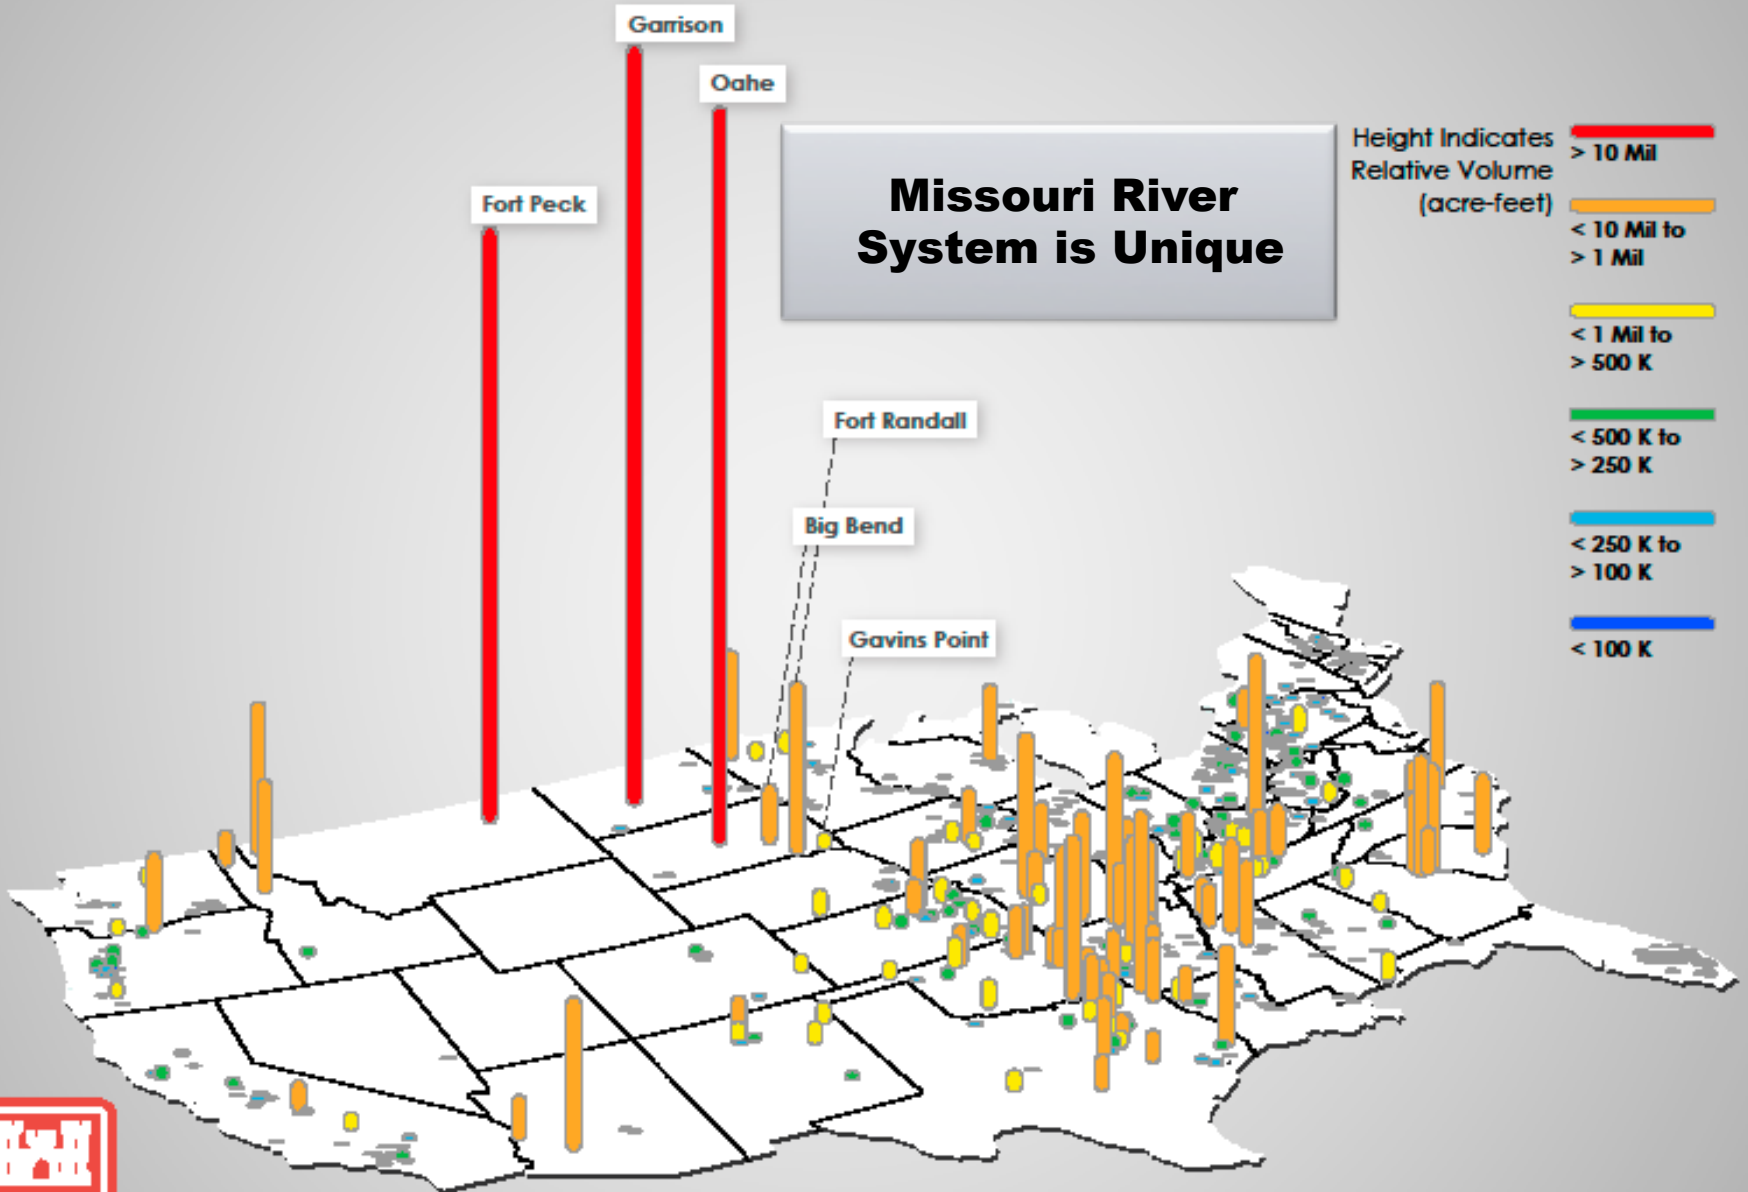 Garrison
Oahe
Fort Peck
Missouri River
System is Unique
Height Indicates
Relative Volume
(acre-feet)
> 10 Mil
< 10 Mil to
> 1 Mil
< 1 Mil to
> 500 K
< 500 K to
> 250 K
< 250 K to
> 100 K
< 100 K
Fort Randall
Big Bend
Gavins Point